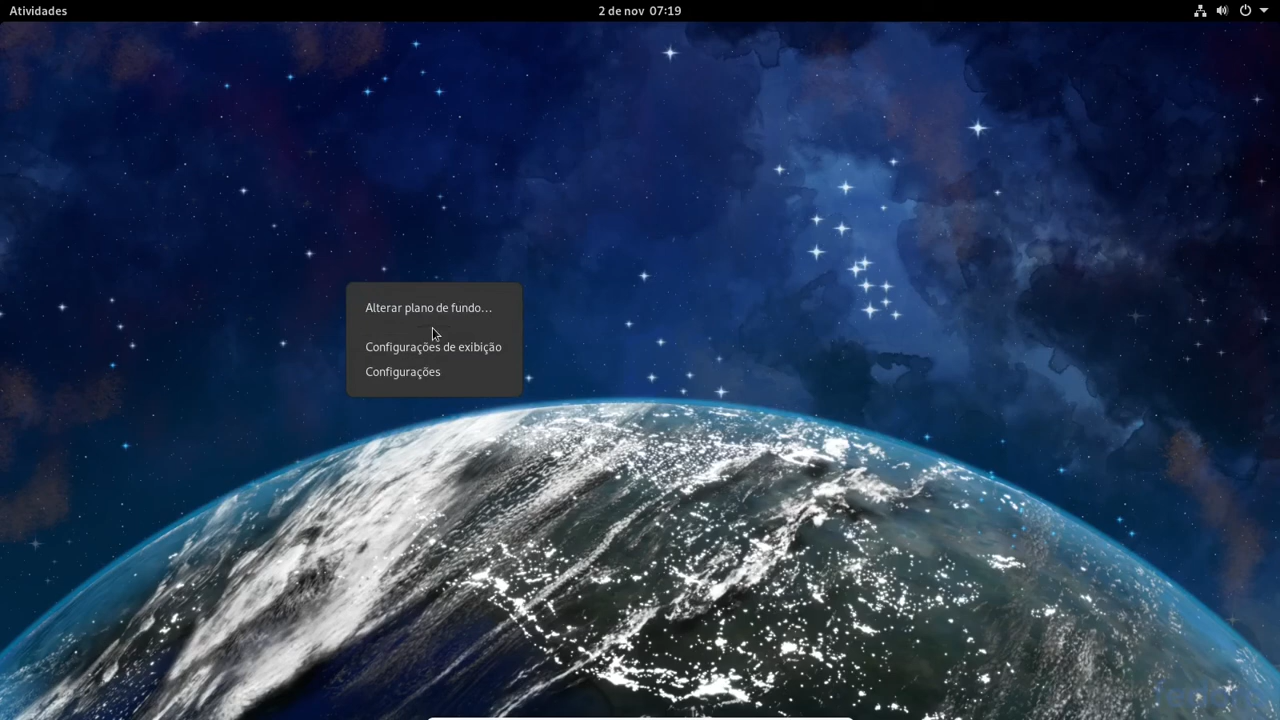 Atividades
2 de nov 07:19
Alterar plano de fundo...
Configurações de exibição
Configurações